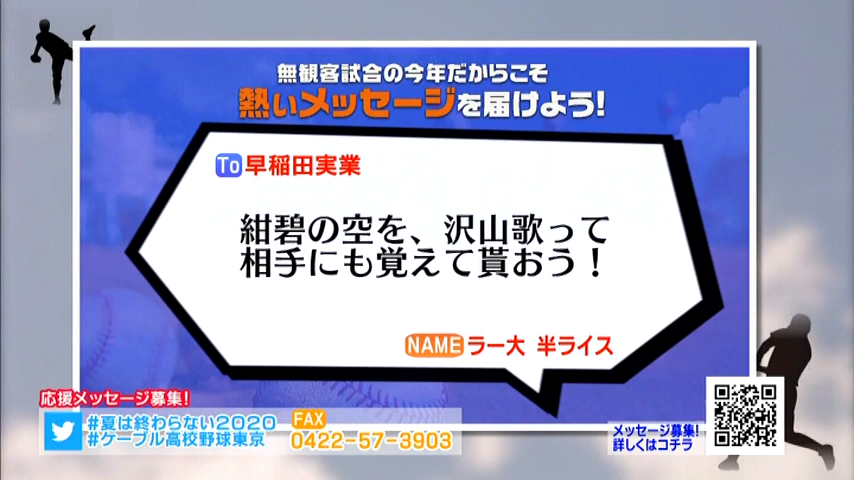 無観客試合の今年だからこそ
熱いメッセージを届けよう!
To 早稲田実業
紺碧の空を、沢山歌って
相手にも覚えて貰おう!
NAME ラー大 半ライス
応援メッセージ募集!
#夏は終わらない2020
#ケーブル高校野球東京
FAX
0422-57-3903
メッセージ募集!
詳しくはコチラ